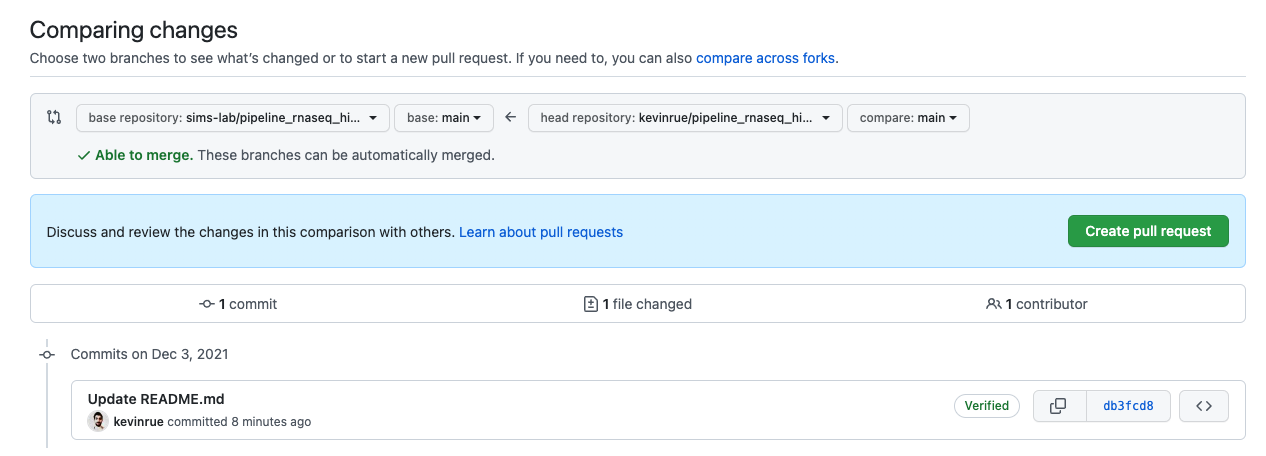 Comparing changes
Choose two branches to see what's changed or to start a new pull request. If you need to, you can also compare across forks.
base repository: sims-lab/pipeline_rnaseq_hi... base: main head repository: kevinrue/pipeline_rnaseq_hi... compare: main
Able to merge. These branches can be automatically merged.
Discuss and review the changes in this comparison with others. Learn about pull requests Create pull request
1 commit 1 file changed 1 contributor
Commits on Dec 3, 2021
Update README.md
kevinrue committed 8 minutes ago Verified db3fcd8